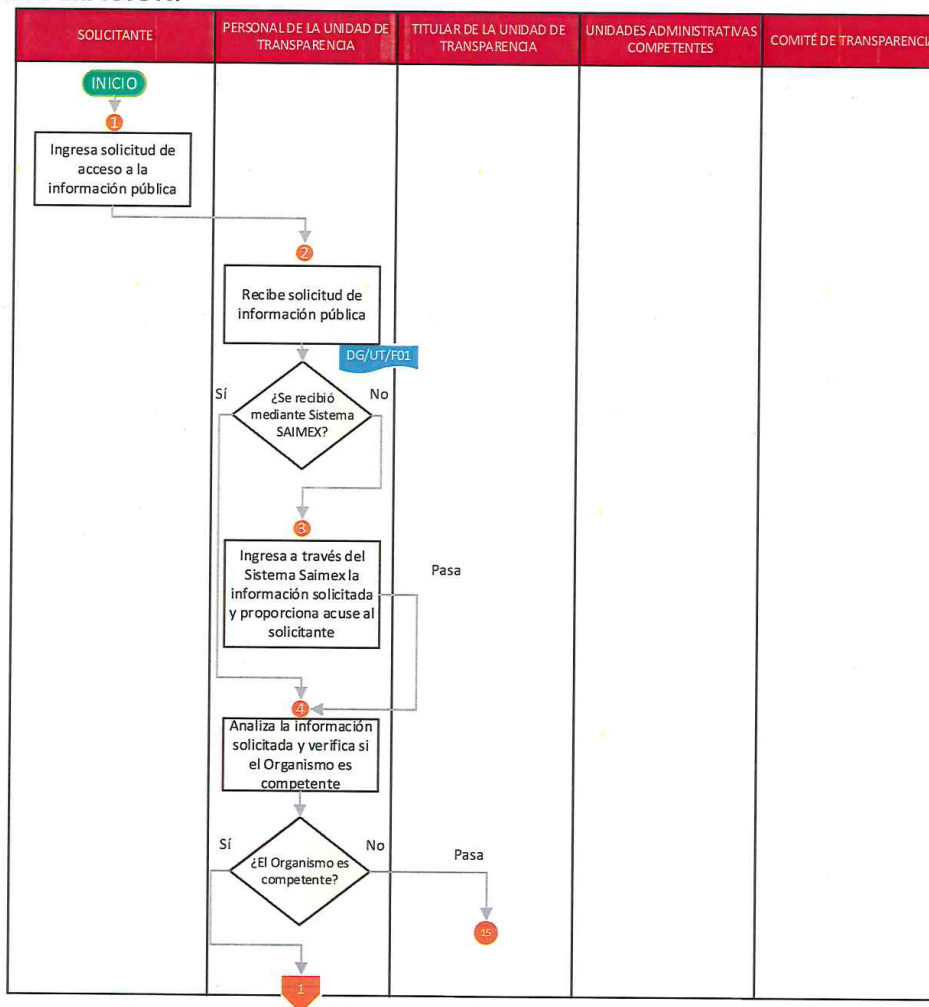 SOLICITANTE
PERSONAL DE LA UNIDAD DE
TRANSPARENCIA
TITULAR DE LA UNIDAD DE
TRANSPARENCIA
UNIDADES ADMINISTRATIVAS
COMPETENTES
COMITÉ DE TRANSPARENCIA
INICIO
1
Ingresa solicitud de
acceso a la
información pública
2
Recibe solicitud de
información pública
DG/UT/F01
Sí
¿Se recibió
mediante Sistema
SAIMEX?
No
3
Ingresa a través del
Sistema Saimex la
información solicitada
y proporciona acuse al
solicitante
Pasa
4
Analiza la información
solicitada y verifica si
el Organismo es
competente
Sí
¿El Organismo es
competente?
No
Pasa
15
1